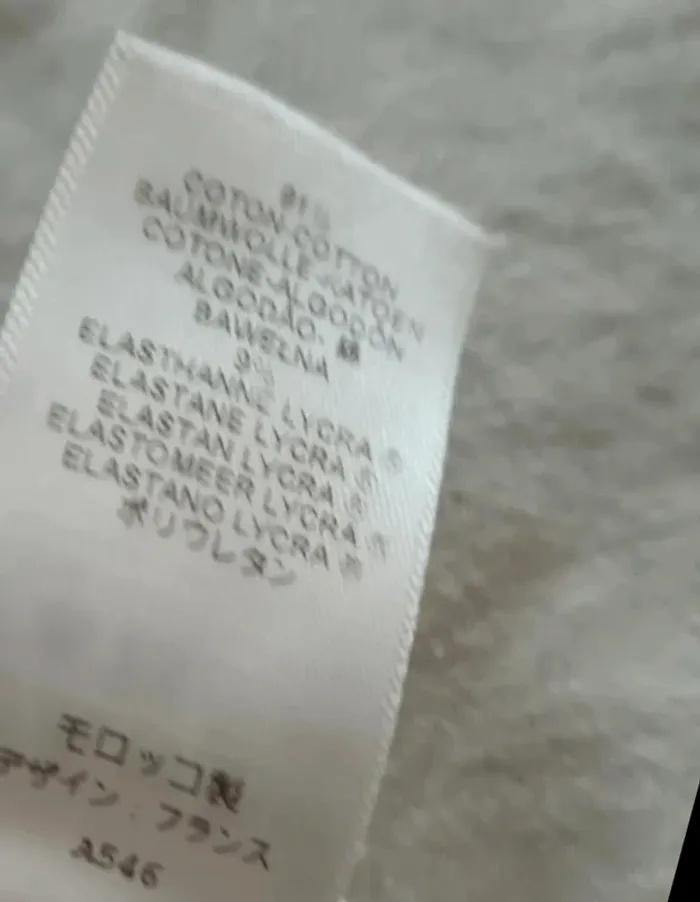 91%
COTON-COTTON
BAUMWOLLE-KATOEN
COTONE-ALGODÓN
ALGODÃO- 綿
BAWEŁNA
9%
ELASTHANNE LYCRA ®
ELASTANE LYCRA ®
ELASTAN LYCRA ®
ELASTOMEER LYCRA ®
ELASTANO LYCRA ®
ポリウレタン
モロッコ製
デザイン：フランス
A546